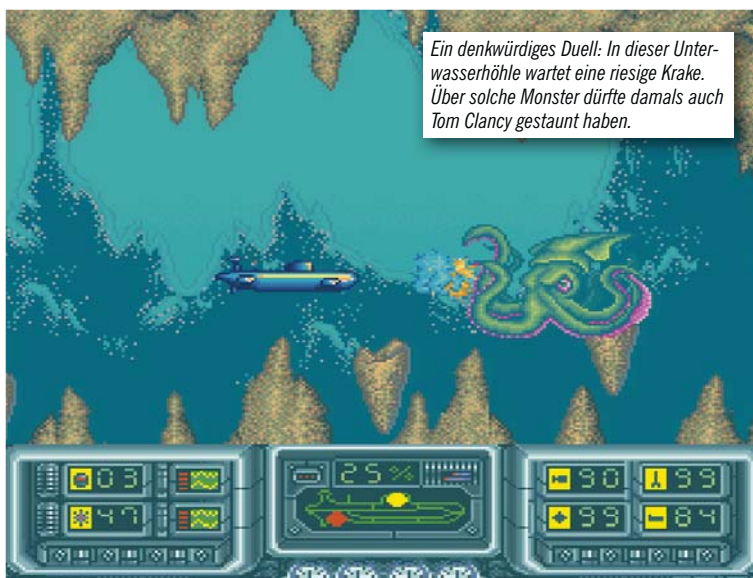 Ein denkwürdiges Duell: In dieser Unter-
wasserhöhle wartet eine riesige Krake.
Über solche Monster dürfte damals auch
Tom Clancy gestaunt haben.
25%
03
90
99
47
99
84